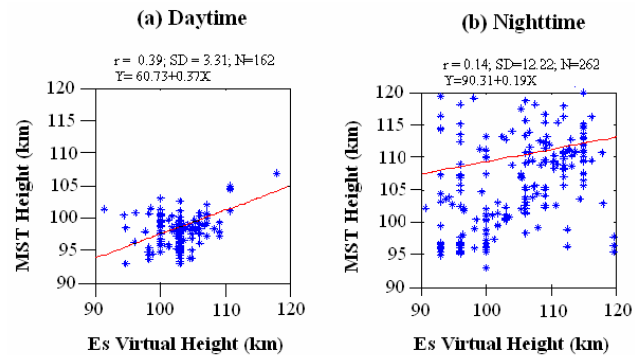 (a) Daytime
r = 0.39; SD = 3.31; N=162
Y= 60.73+0.37X
120
115
110
105
100
95
90
MST Height (km)
90 100 110 120
Es Virtual Height (km)
(b) Nighttime
r = 0.14; SD=12.22; N=262
Y=90.31+0.19X
120
115
110
105
100
95
90
MST Height (km)
90 100 110 120
Es Virtual Height (km)